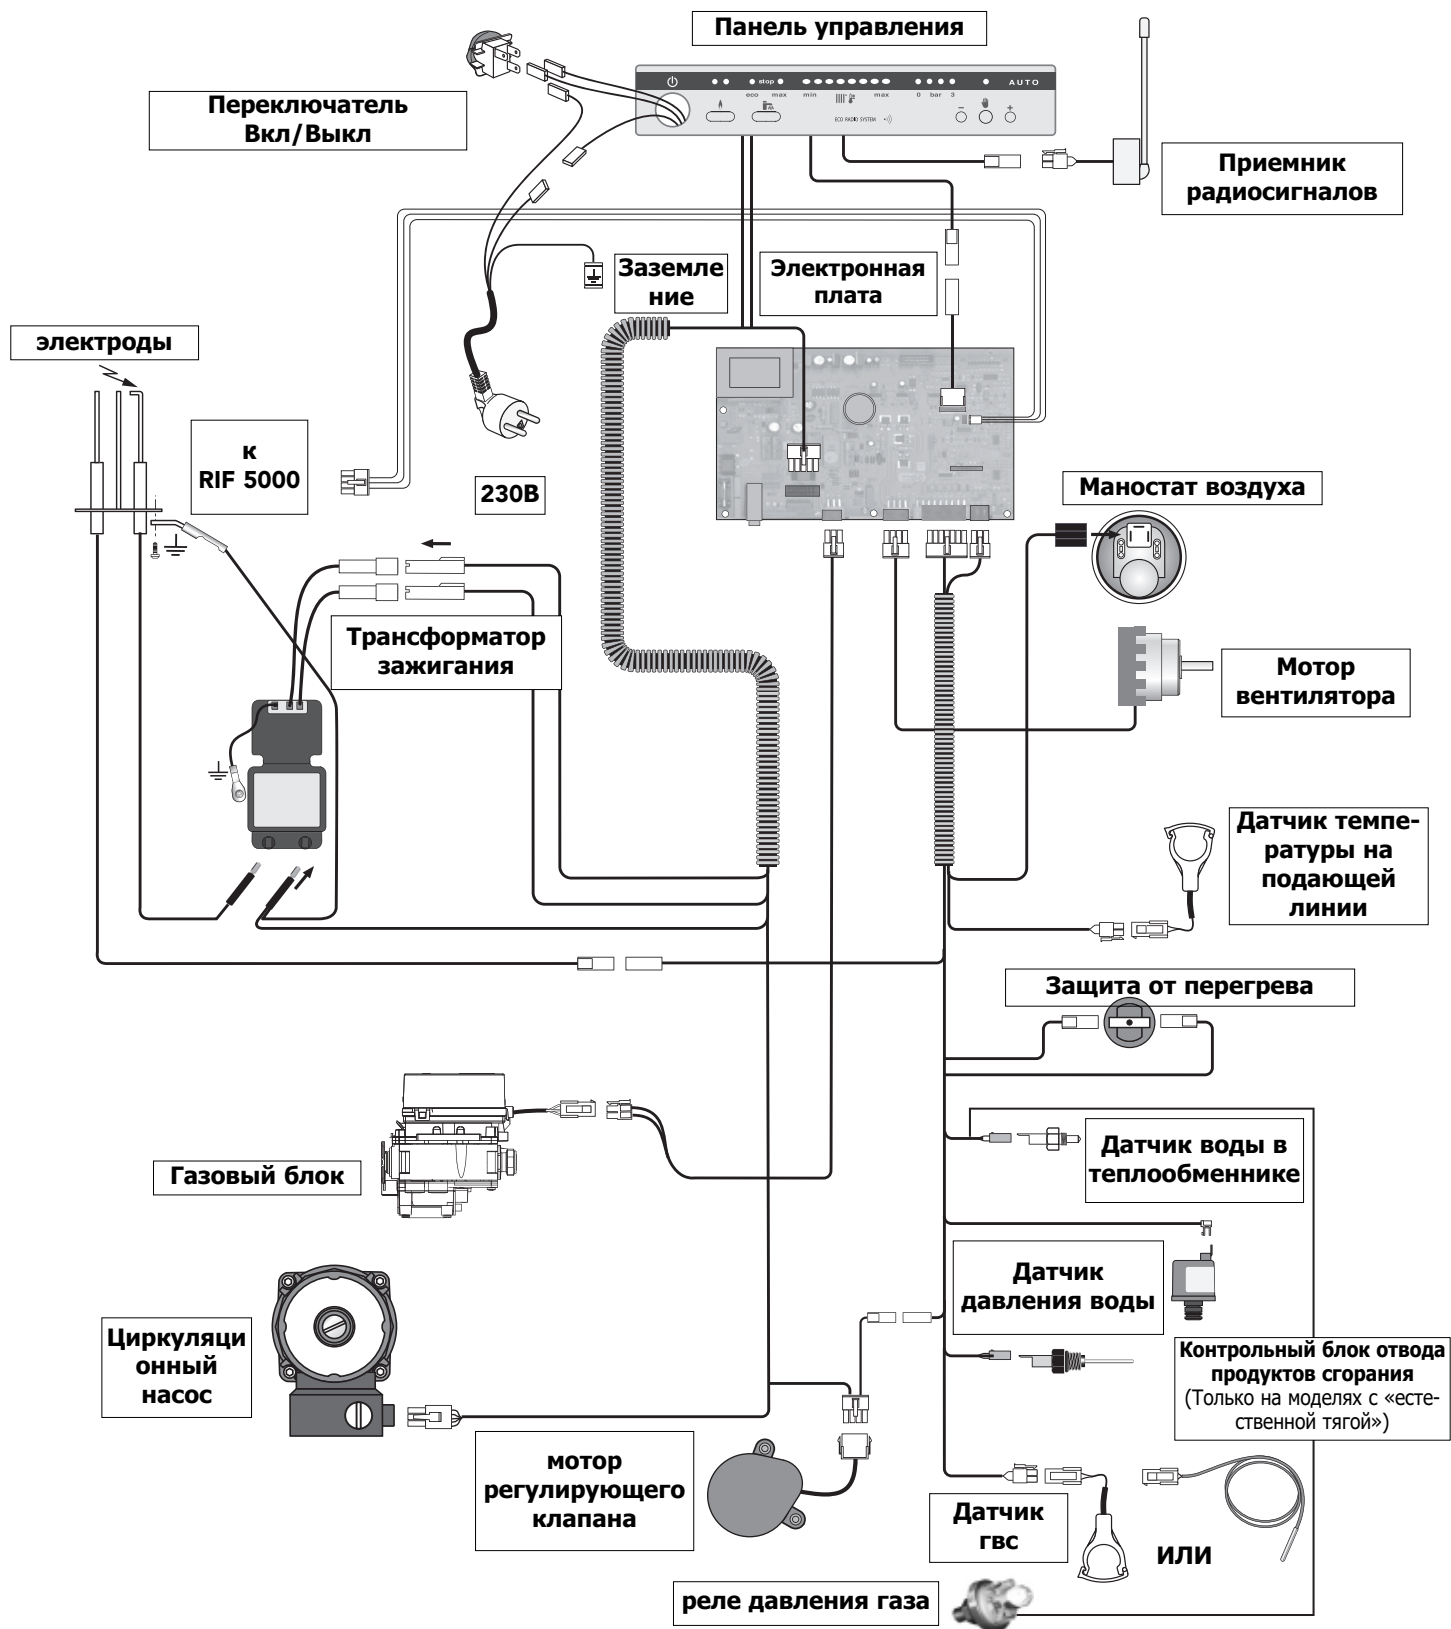 Панель управления
Переключатель
Вкл/Выкл
stop
AUTO
eco max
min max
0 bar 3
ECO RADIO SYSTEM
− +
Приемник
радиосигналов
Заземле
ние
Электронная
плата
электроды
к
RIF 5000
230В
Маностат воздуха
Трансформатор
зажигания
Мотор
вентилятора
Датчик темпе-
ратуры на
подающей
линии
Защита от перегрева
Газовый блок
Датчик воды в
теплообменнике
Датчик
давления воды
Циркуляци
онный
насос
Контрольный блок отвода
продуктов сгорания
(Только на моделях с «есте-
ственной тягой»)
мотор
регулирующего
клапана
Датчик
гвс
ИЛИ
реле давления газа